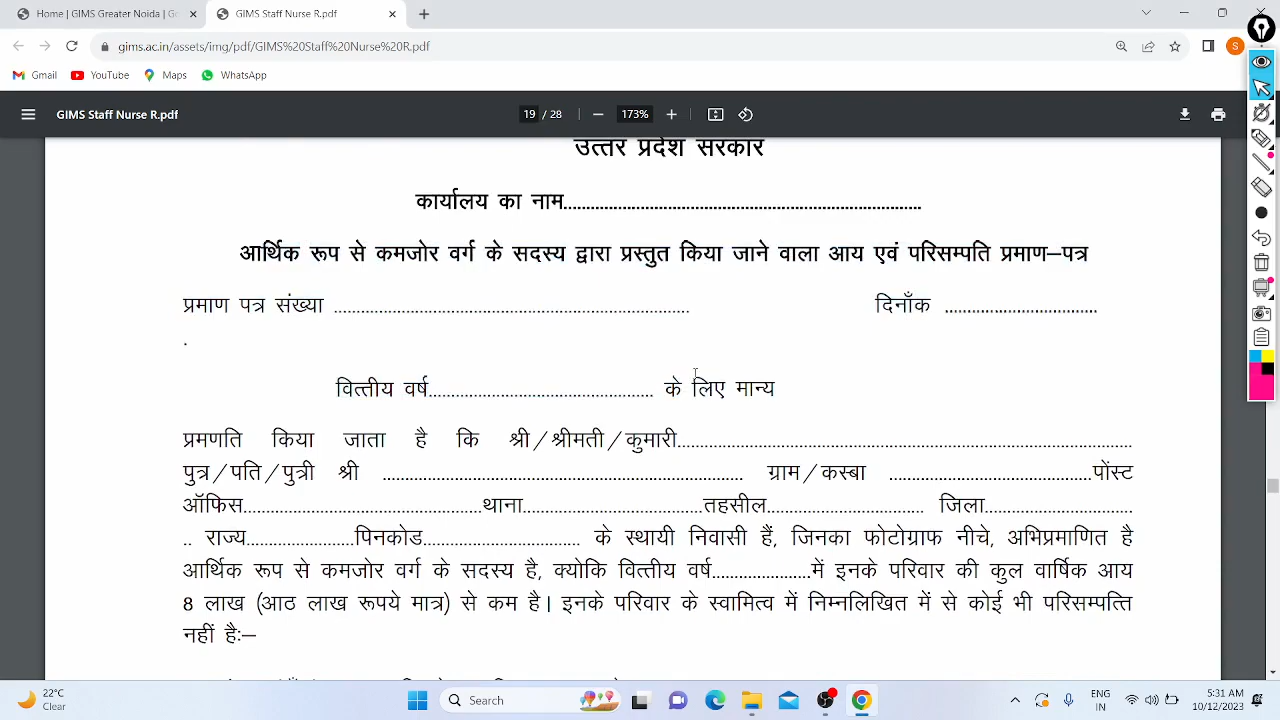 Home | GIMS Greater Noida | Go
GIMS Staff Nurse R.pdf
gims.ac.in/assets/img/pdf/GIMS%20Staff%20Nurse%20R.pdf
S
Gmail YouTube Maps WhatsApp
GIMS Staff Nurse R.pdf 19 / 28 173%
उत्तर प्रदेश सरकार
कार्यालय का नाम..............................................................................
आर्थिक रूप से कमजोर वर्ग के सदस्य द्वारा प्रस्तुत किया जाने वाला आय एवं परिसम्पति प्रमाण–पत्र
प्रमाण पत्र संख्या ............................................................................... दिनाँक ..................................
.
वित्तीय वर्ष.................................................. के लिए मान्य
प्रमणति किया जाता है कि श्री/श्रीमती/कुमारी.....................................................................................................
पुत्र/पति/पुत्री श्री ................................................................................ ग्राम/कस्बा .............................................पोंस्ट
ऑफिस.....................................................थाना........................................तहसील................................... जिला.................................
.. राज्य........................पिनकोड................................... के स्थायी निवासी हैं, जिनका फोटोग्राफ नीचे, अभिप्रमाणित है
आर्थिक रूप से कमजोर वर्ग के सदस्य है, क्योकि वित्तीय वर्ष......................में इनके परिवार की कुल वार्षिक आय
8 लाख (आठ लाख रूपये मात्र) से कम है। इनके परिवार के स्वामित्व में निम्नलिखित में से कोई भी परिसम्पत्ति
नहीं है:–
22°C
Clear
Search
ENG
IN
5:31 AM
10/12/2023